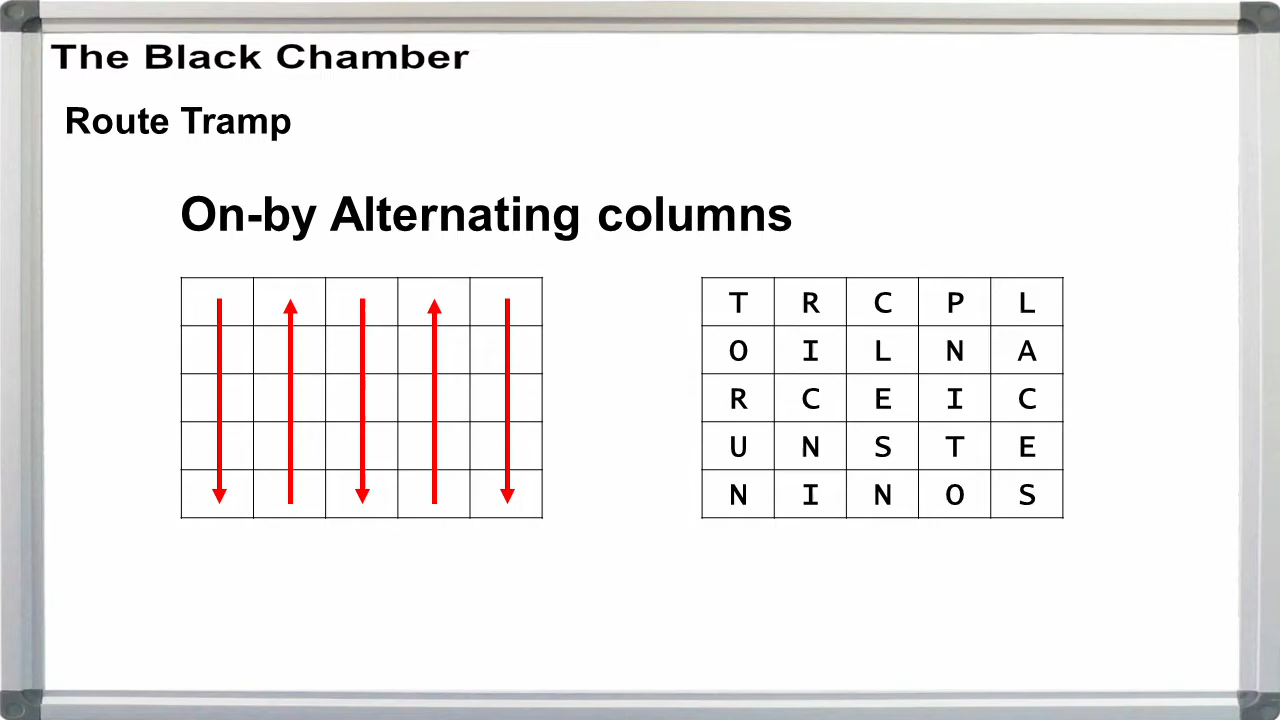 The Black Chamber
Route Tramp
On-by Alternating columns
T R C P L
O I L N A
R C E I C
U N S T E
N I N O S